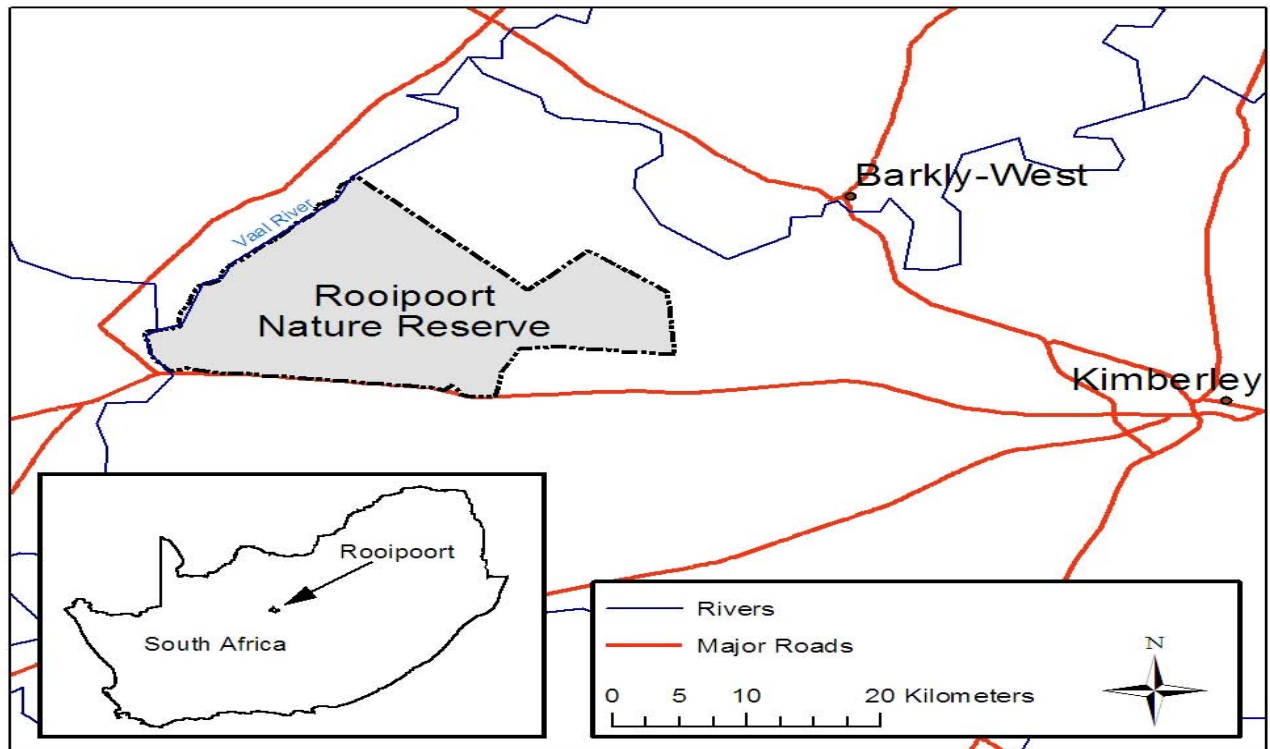 Barkly-West
Vaal River
Rooipoort
Nature Reserve
Kimberley
Rooipoort
South Africa
Rivers
Major Roads
N
0 5 10 20 Kilometers